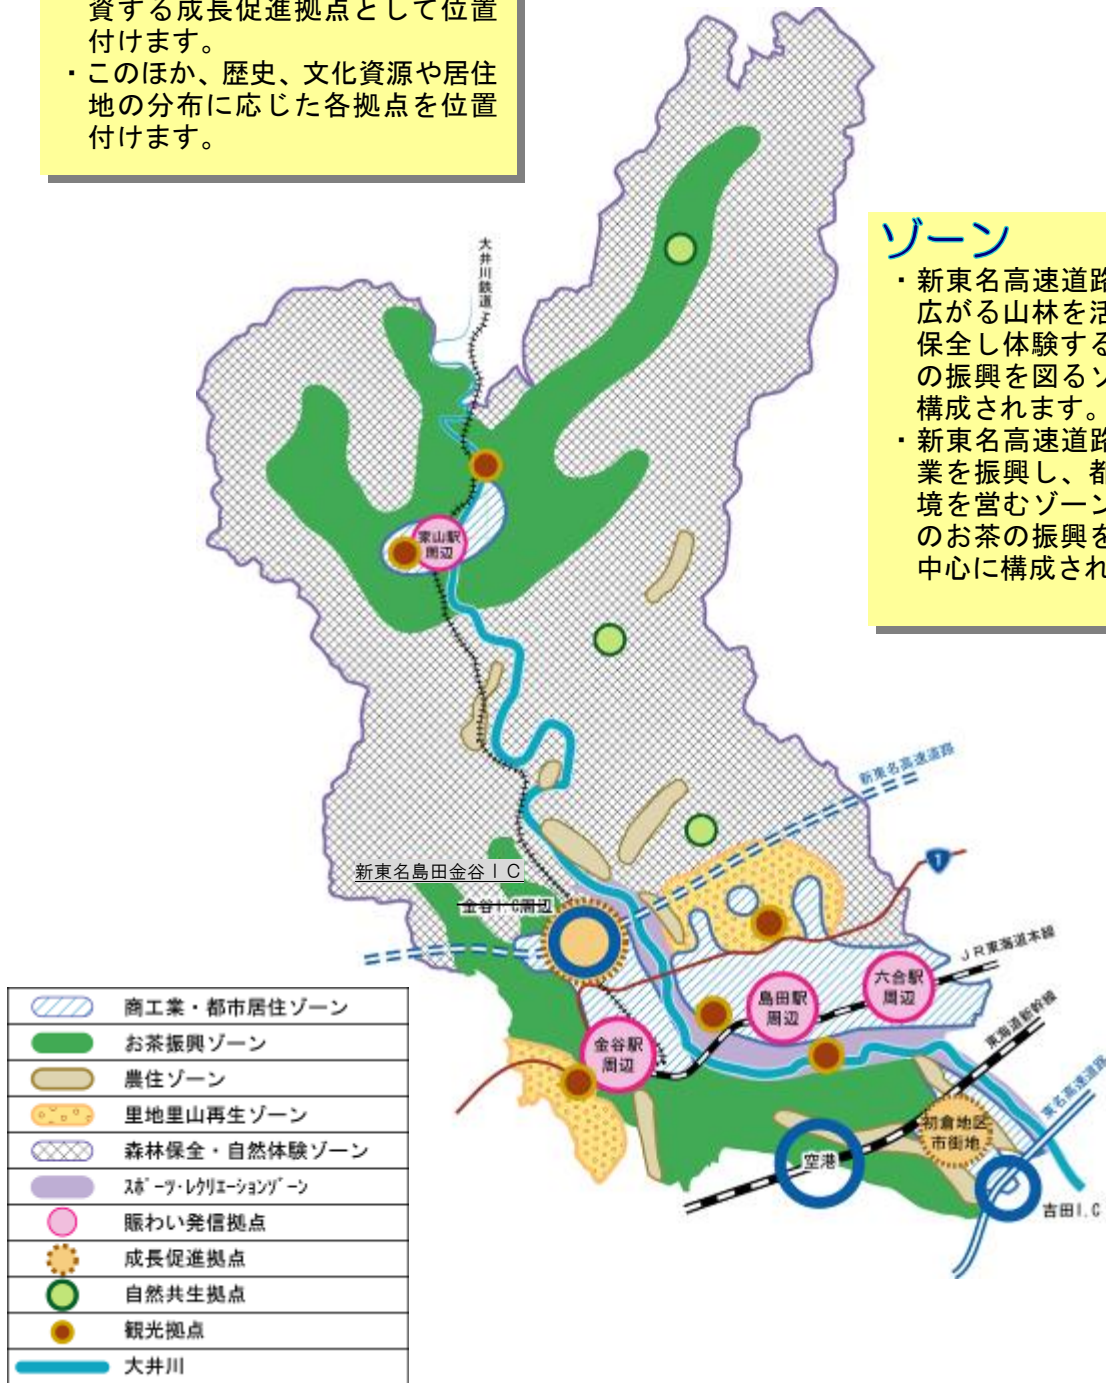 資する成長促進拠点として位置
付けます。
・このほか、歴史、文化資源や居住
地の分布に応じた各拠点を位置
付けます。
ゾーン
・新東名高速道路
広がる山林を活
保全し体験する
の振興を図るゾ
構成されます。
・新東名高速道路
業を振興し、都
境を営むゾーン
のお茶の振興を
中心に構成され
大井川鉄道
家山駅
周辺
新東名高速道路
1
新東名島田金谷IC
金谷I.C周辺
JR東海道本線
六合駅
周辺
島田駅
周辺
金谷駅
周辺
東海道新幹線
東名高速道路
初倉地区
市街地
空港
吉田I.C
商工業・都市居住ゾーン
お茶振興ゾーン
農住ゾーン
里地里山再生ゾーン
森林保全・自然体験ゾーン
ｽﾎﾟｰﾂ・ﾚｸﾘｴｰｼｮﾝｿﾞｰﾝ
賑わい発信拠点
成長促進拠点
自然共生拠点
観光拠点
大井川